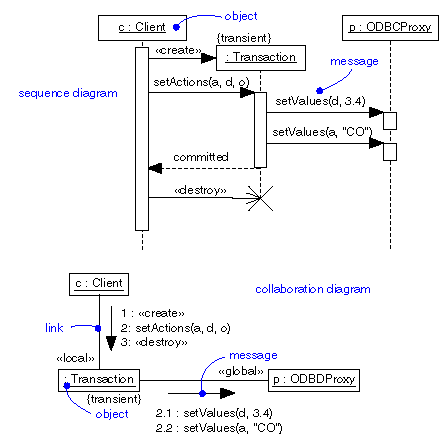 object
c : Client
p : ODBCProxy
{transient}
«create»
: Transaction
message
setActions(a, d, o)
sequence diagram
setValues(d, 3.4)
setValues(a, "CO")
committed
«destroy»
c : Client
collaboration diagram
1 : «create»
link
2: setActions(a, d, o)
3: «destroy»
message
«local»
«global»
: Transaction
p : ODBDProxy
{transient}
object
2.1 : setValues(d, 3.4)
2.2 : setValues(a, "CO")